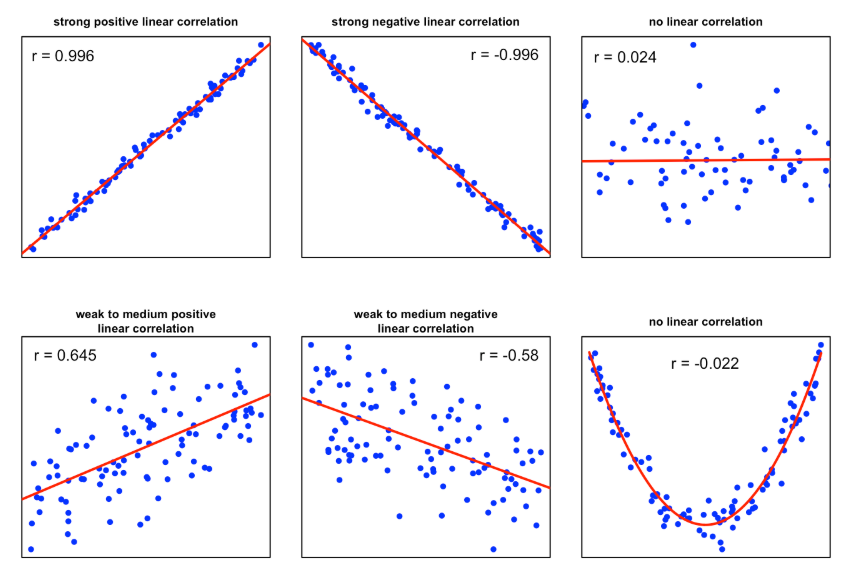 strong positive linear correlation
strong negative linear correlation
no linear correlation
r = 0.996
r = -0.996
r = 0.024
weak to medium positive
linear correlation
weak to medium negative
linear correlation
no linear correlation
r = 0.645
r = -0.58
r = -0.022